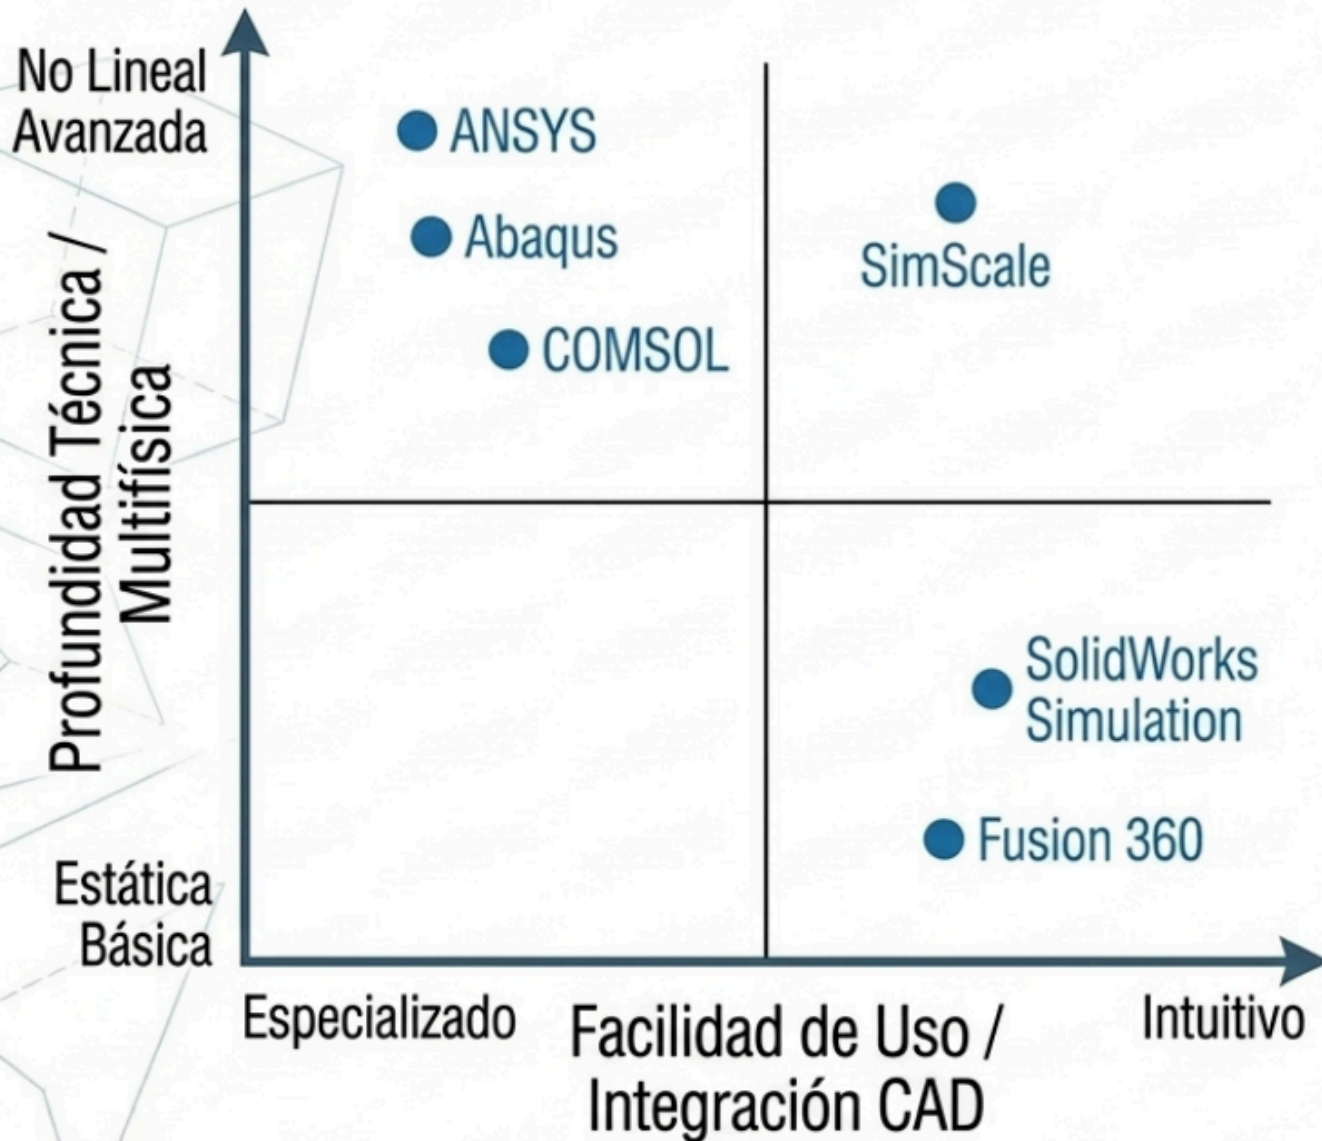 No Lineal
Avanzada
Profundidad Técnica /
Multifísica
Estática
Básica
ANSYS
Abaqus
COMSOL
SimScale
SolidWorks
Simulation
Fusion 360
Especializado
Facilidad de Uso /
Integración CAD
Intuitivo